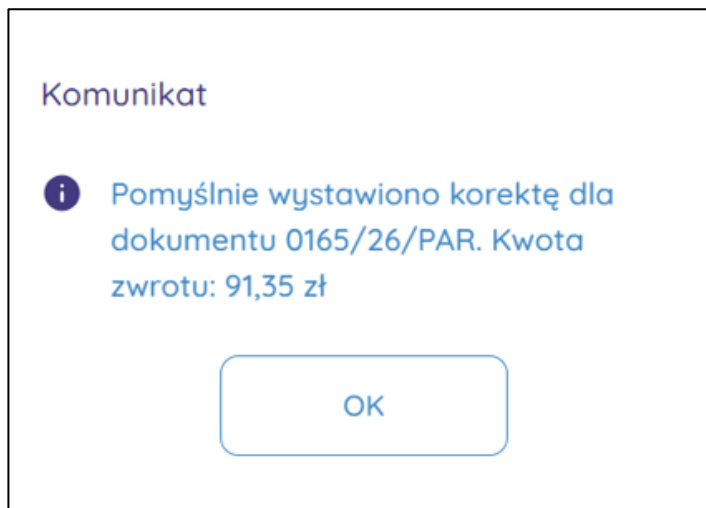 Komunikat
Pomyślnie wystawiono korektę dla
dokumentu 0165/26/PAR. Kwota
zwrotu: 91,35 zł
OK